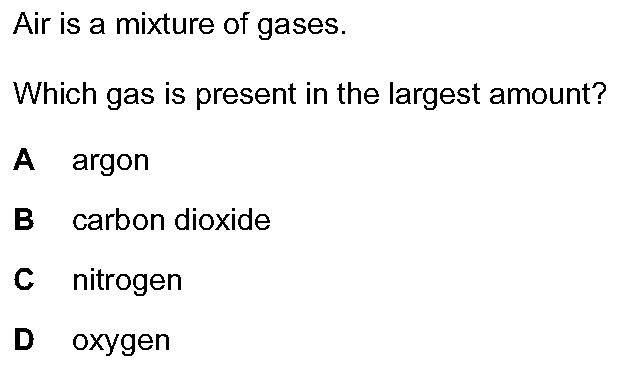 Air is a mixture of gases.
Which gas is present in the largest amount?
A argon
B carbon dioxide
C nitrogen
D oxygen